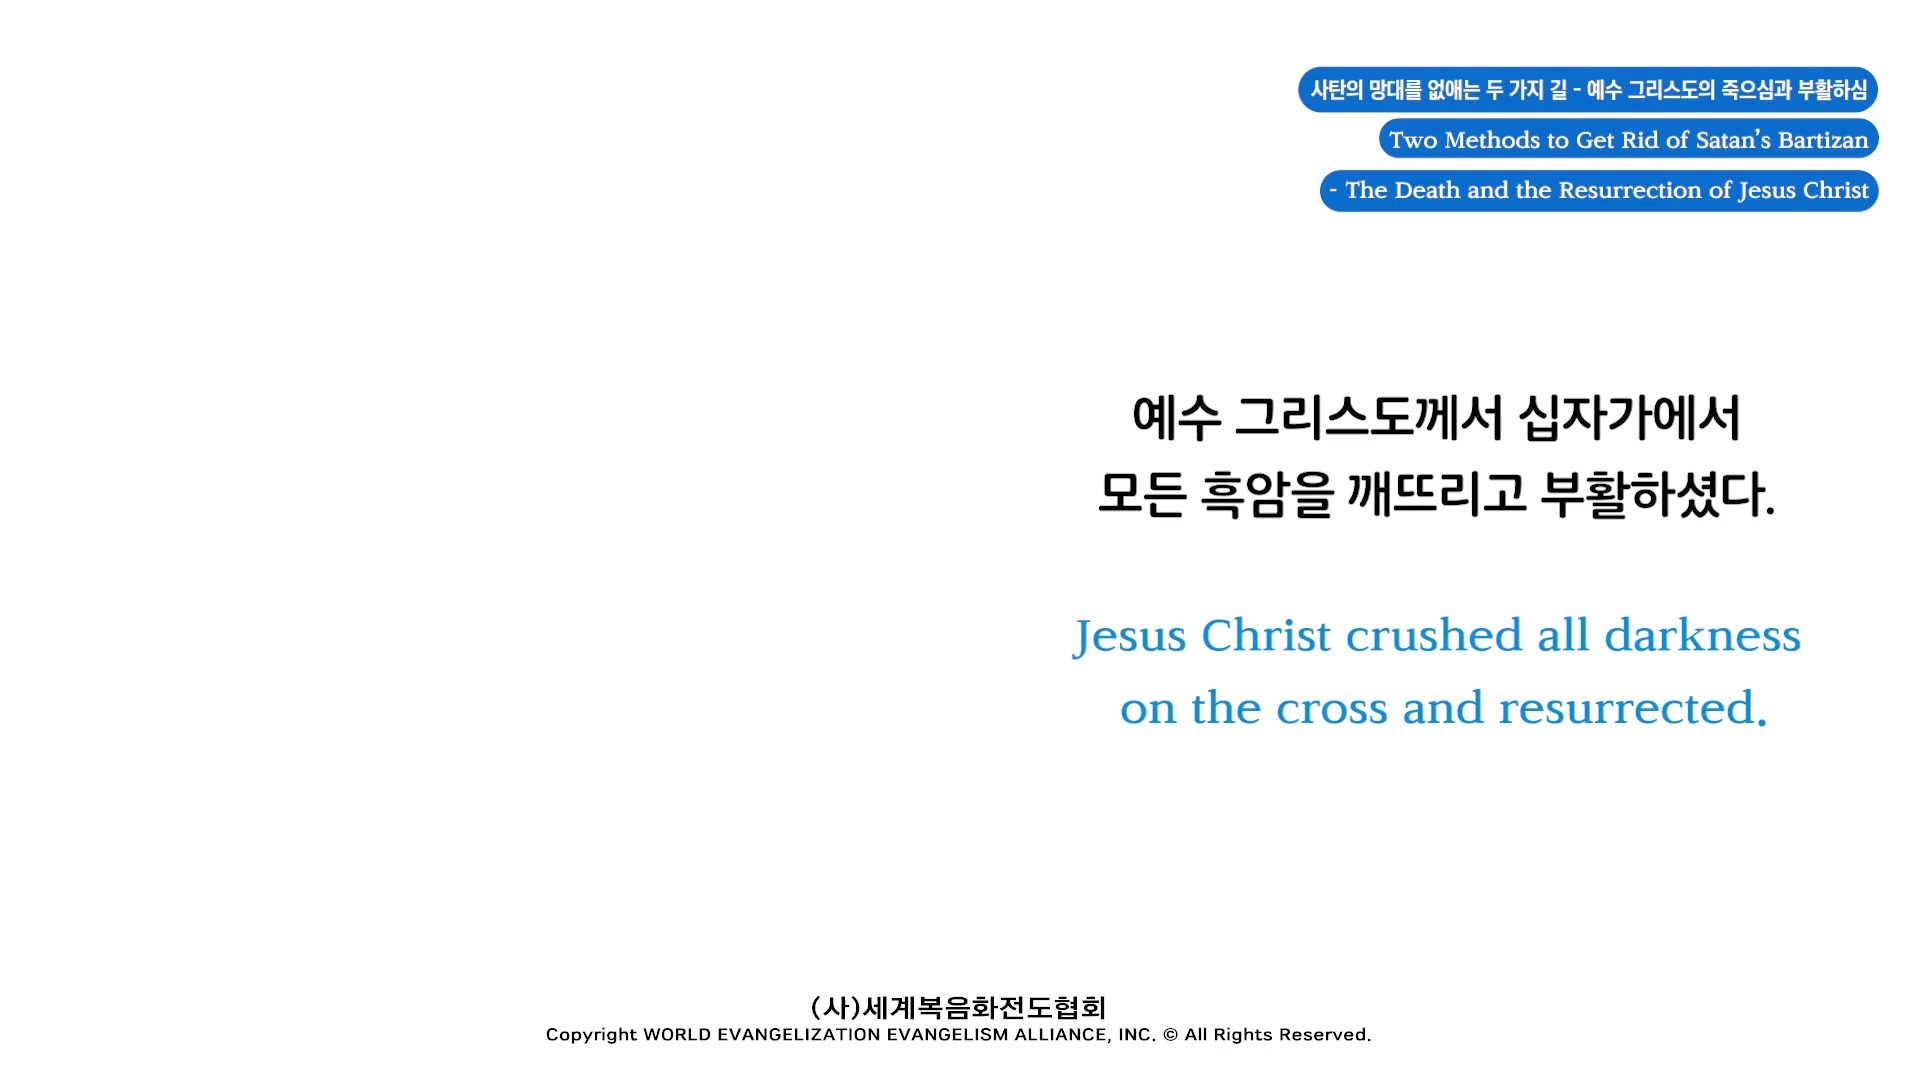 사탄의 망대를 없애는 두 가지 길 - 예수 그리스도의 죽으심과 부활하심
Two Methods to Get Rid of Satan’s Bartizan
- The Death and the Resurrection of Jesus Christ
예수 그리스도께서 십자가에서
모든 흑암을 깨뜨리고 부활하셨다.
Jesus Christ crushed all darkness
on the cross and resurrected.
(사)세계복음화전도협회
Copyright WORLD EVANGELIZATION EVANGELISM ALLIANCE, INC. © All Rights Reserved.